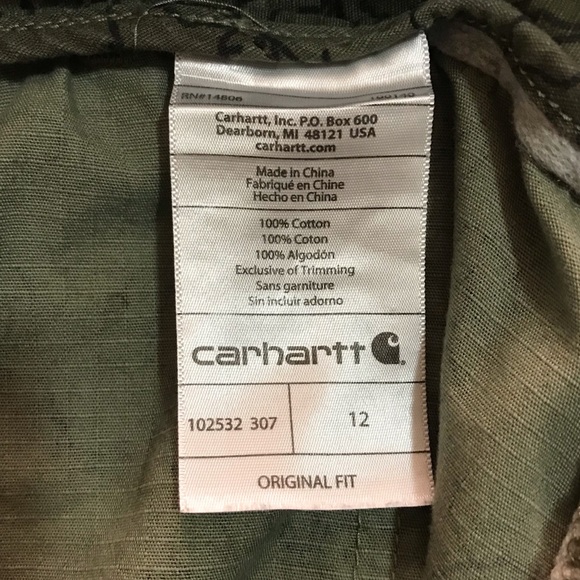 RN#14806
Carhartt, Inc. P.O. Box 600
Dearborn, MI 48121 USA
carhartt.com
Made in China
Fabriqué en Chine
Hecho en China
100% Cotton
100% Coton
100% Algodón
Exclusive of Trimming
Sans garniture
Sin incluir adorno
carhartt
102532 307
12
ORIGINAL FIT